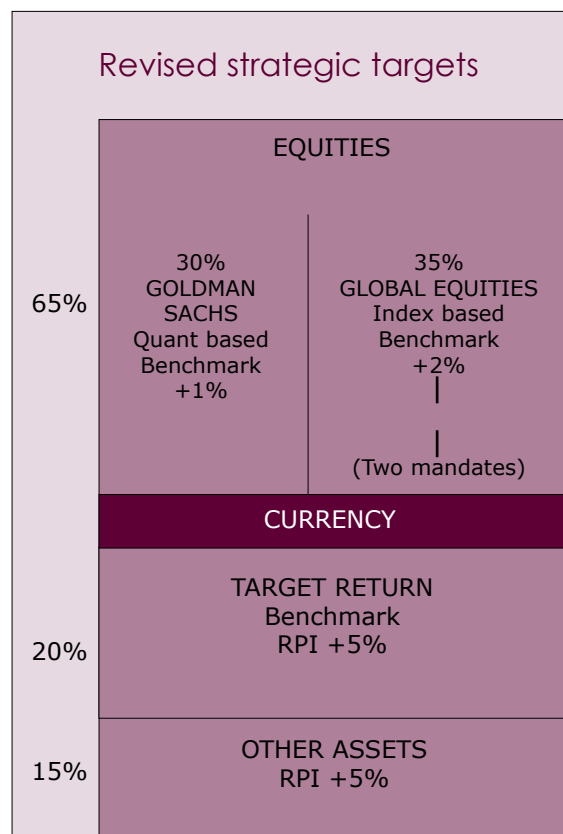 Revised strategic targets
EQUITIES
65%
30%
GOLDMAN
SACHS
Quant based
Benchmark
+1%
35%
GLOBAL EQUITIES
Index based
Benchmark
+2%
(Two mandates)
CURRENCY
20%
TARGET RETURN
Benchmark
RPI +5%
15%
OTHER ASSETS
RPI +5%